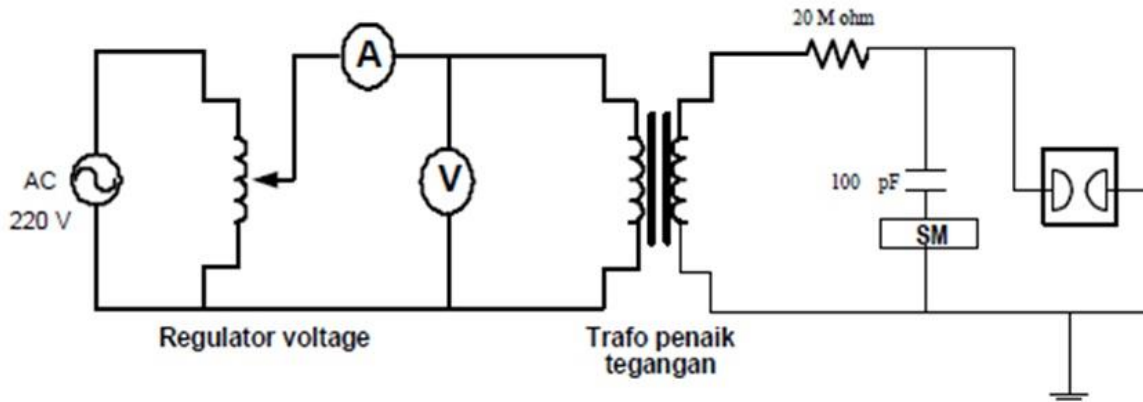 20 M ohm
A
V
AC
220 V
100 pF
SM
Regulator voltage
Trafo penaik
tegangan